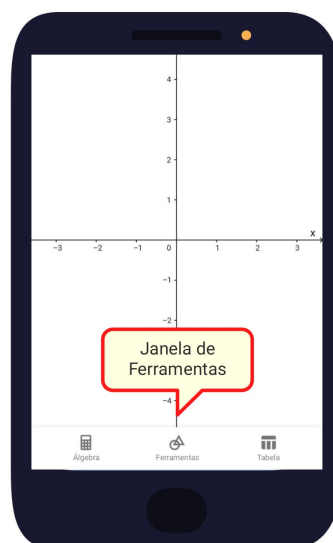 4
3
2
1
x
−3 −2 −1 0 1 2 3
−1
−2
Janela de
Ferramentas
−4
Álgebra Ferramentas Tabela